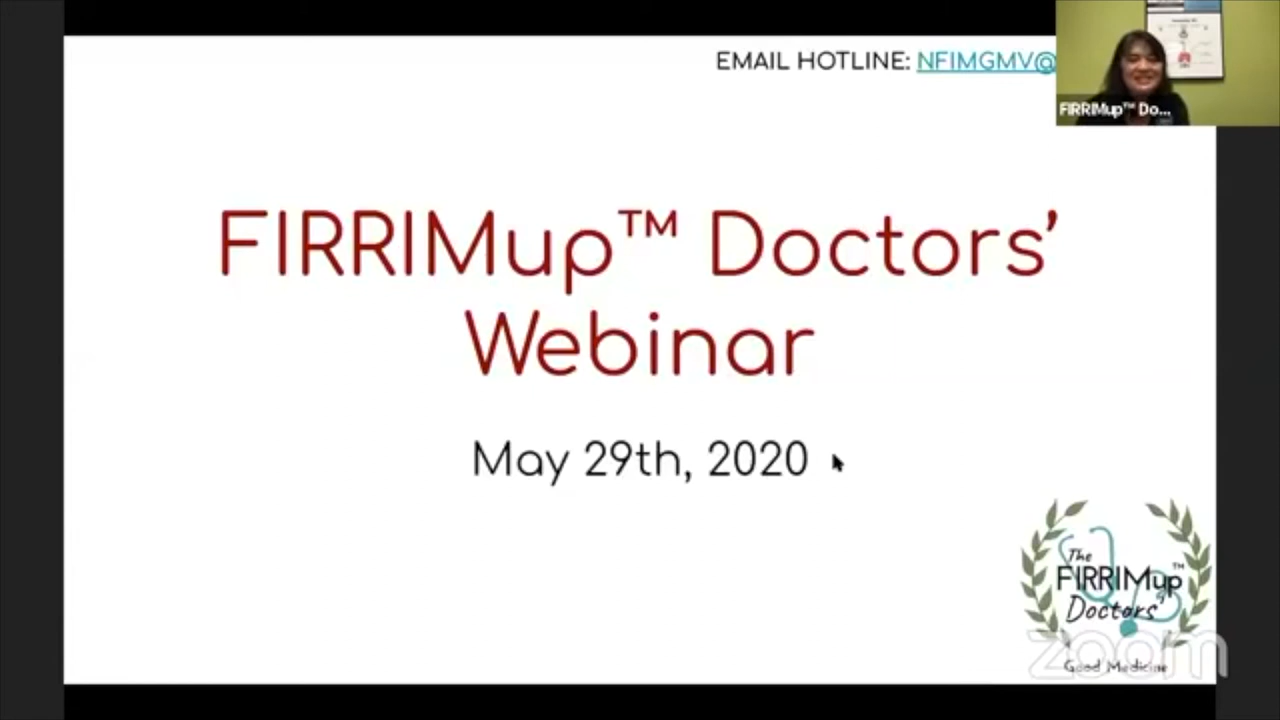 EMAIL HOTLINE: NFIMGMV@
FIRRIMup™ Do...
FIRRIMup™ Doctors’
Webinar
May 29th, 2020
The
FIRRIMup™
Doctors’
zoom
Good Medicine